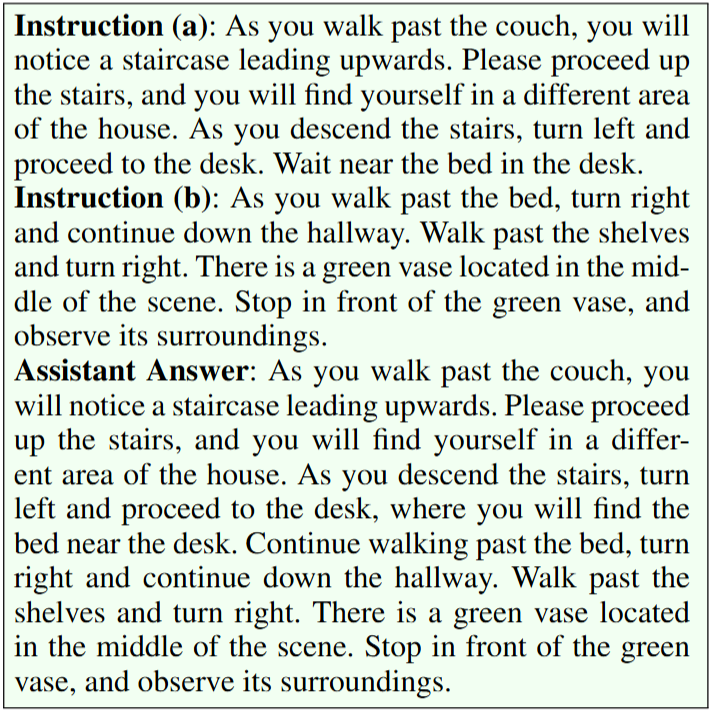 Instruction (a): As you walk past the couch, you will
notice a staircase leading upwards. Please proceed up
the stairs, and you will find yourself in a different area
of the house. As you descend the stairs, turn left and
proceed to the desk. Wait near the bed in the desk.
Instruction (b): As you walk past the bed, turn right
and continue down the hallway. Walk past the shelves
and turn right. There is a green vase located in the mid-
dle of the scene. Stop in front of the green vase, and
observe its surroundings.
Assistant Answer: As you walk past the couch, you
will notice a staircase leading upwards. Please proceed
up the stairs, and you will find yourself in a differ-
ent area of the house. As you descend the stairs, turn
left and proceed to the desk, where you will find the
bed near the desk. Continue walking past the bed, turn
right and continue down the hallway. Walk past the
shelves and turn right. There is a green vase located
in the middle of the scene. Stop in front of the green
vase, and observe its surroundings.